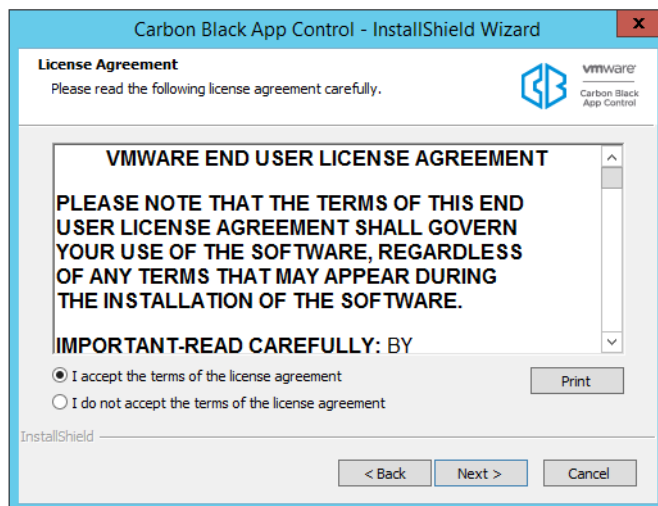 Carbon Black App Control - InstallShield Wizard
x
License Agreement
Please read the following license agreement carefully.
vmware
Carbon Black
App Control
VMWARE END USER LICENSE AGREEMENT
PLEASE NOTE THAT THE TERMS OF THIS END
USER LICENSE AGREEMENT SHALL GOVERN
YOUR USE OF THE SOFTWARE, REGARDLESS
OF ANY TERMS THAT MAY APPEAR DURING
THE INSTALLATION OF THE SOFTWARE.
IMPORTANT-READ CAREFULLY: BY
I accept the terms of the license agreement
Print
I do not accept the terms of the license agreement
InstallShield
< Back
Next >
Cancel